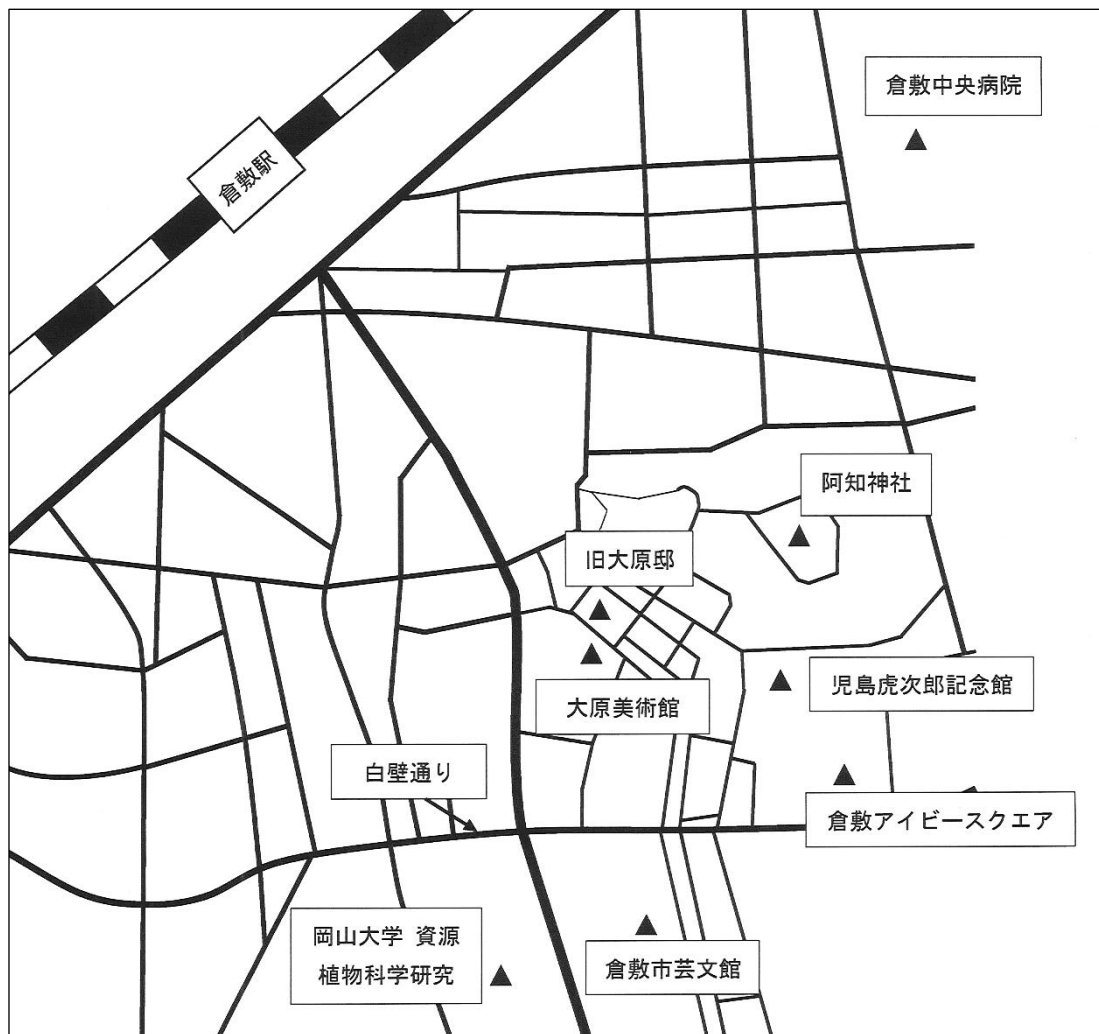 倉敷中央病院
倉敷駅
阿知神社
旧大原邸
児島虎次郎記念館
大原美術館
白壁通り
倉敷アイビースクエア
岡山大学 資源
植物科学研究
倉敷市芸文館